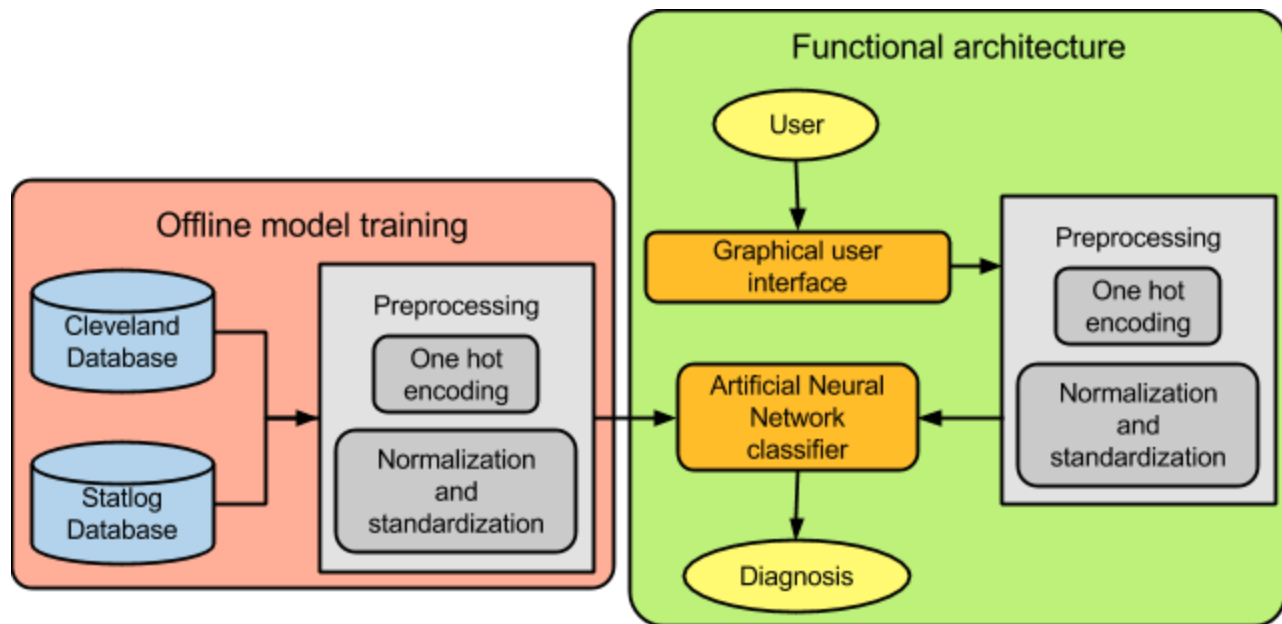 Functional architecture
User
Offline model training
Graphical user
interface
Preprocessing
One hot
encoding
Normalization
and
standardization
Cleveland
Database
Statlog
Database
Preprocessing
One hot
encoding
Normalization
and
standardization
Artificial Neural
Network
classifier
Diagnosis